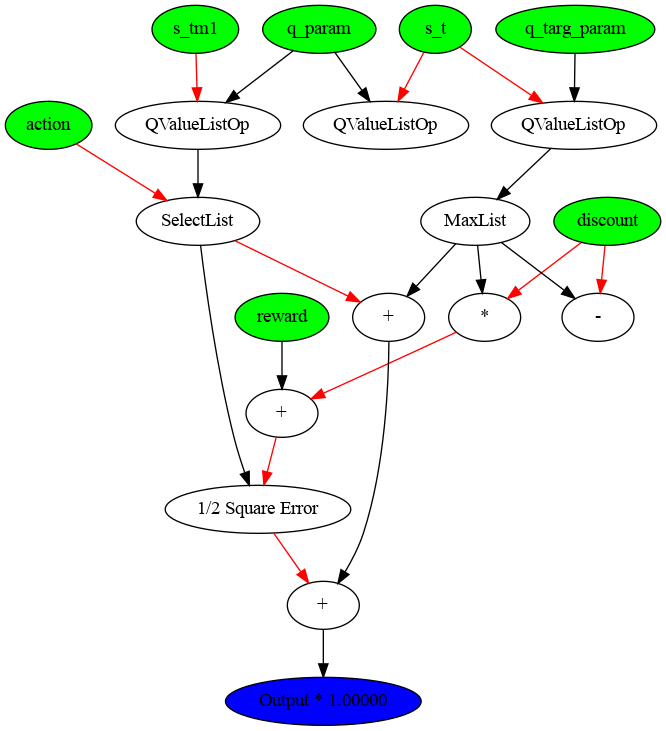 s_tm1
q_param
s_t
q_targ_param
action
QValueListOp
QValueListOp
QValueListOp
SelectList
MaxList
discount
reward
+
*
-
+
1/2 Square Error
+
Output * 1.00000